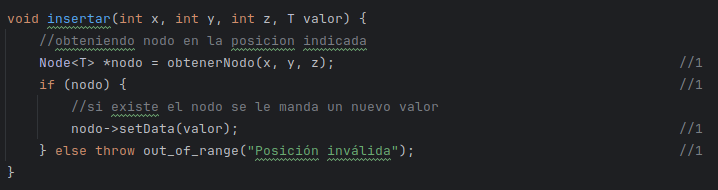 void insertar(int x, int y, int z, T valor) {
//obteniendo nodo en la posicion indicada
Node<T> *nodo = obtenerNodo(x, y, z); //1
if (nodo) { //1
//si existe el nodo se le manda un nuevo valor
nodo->setData(valor); //1
} else throw out_of_range("Posición inválida"); //1
}